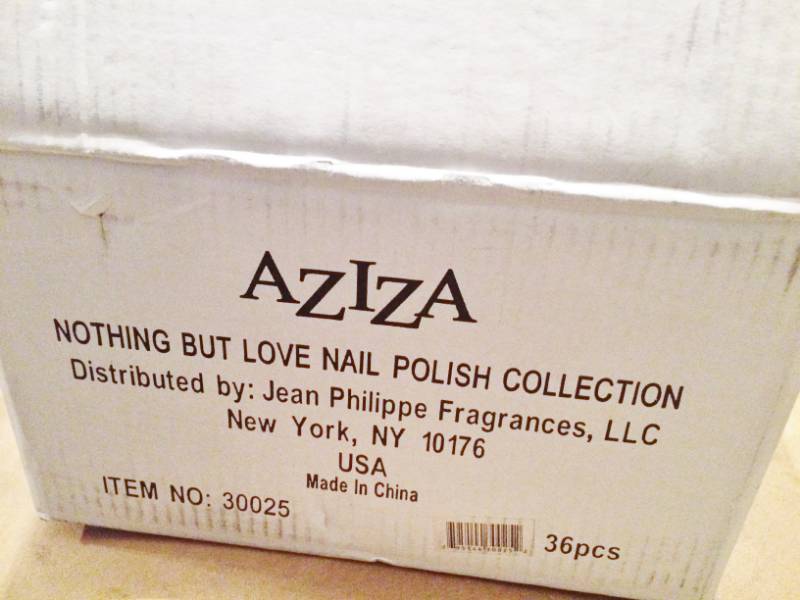 AZIZA
NOTHING BUT LOVE NAIL POLISH COLLECTION
Distributed by: Jean Philippe Fragrances, LLC
New York, NY 10176
USA
Made In China
ITEM NO: 30025
36pcs